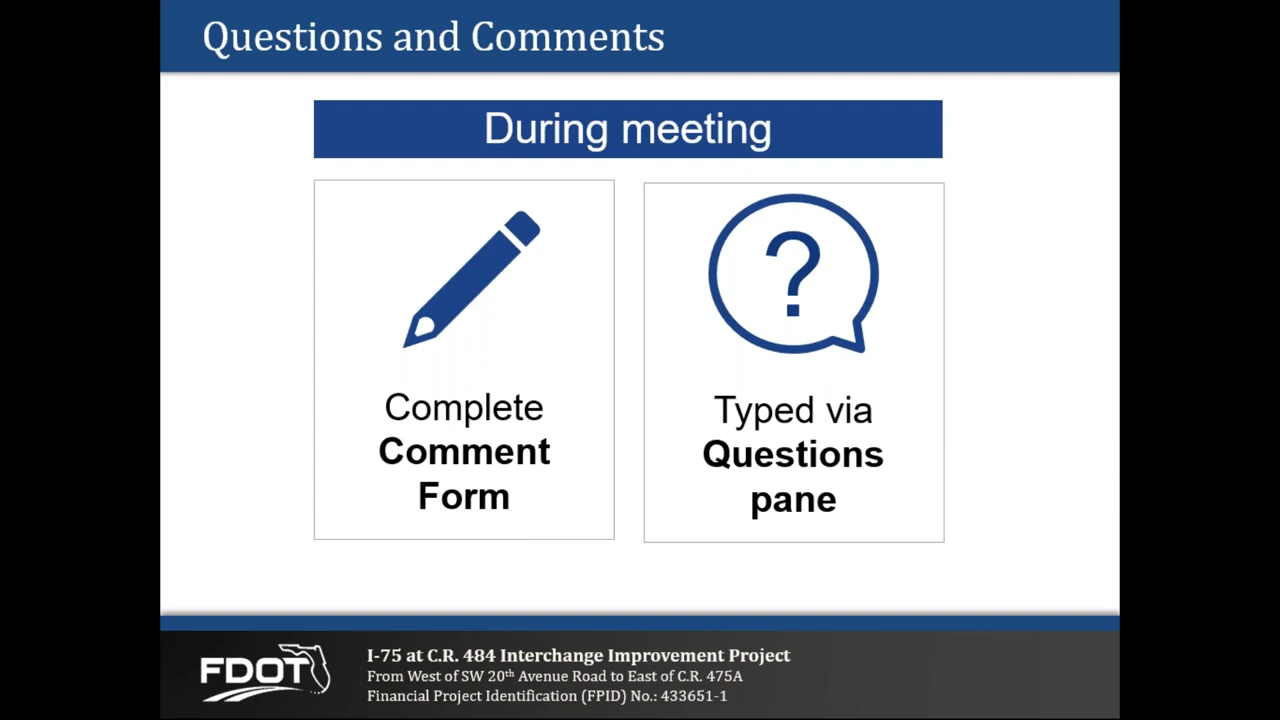 Questions and Comments
During meeting
?
Complete
Comment
Form
Typed via
Questions
pane
FDOT
I-75 at C.R. 484 Interchange Improvement Project
From West of SW 20th Avenue Road to East of C.R. 475A
Financial Project Identification (FPID) No.: 433651-1